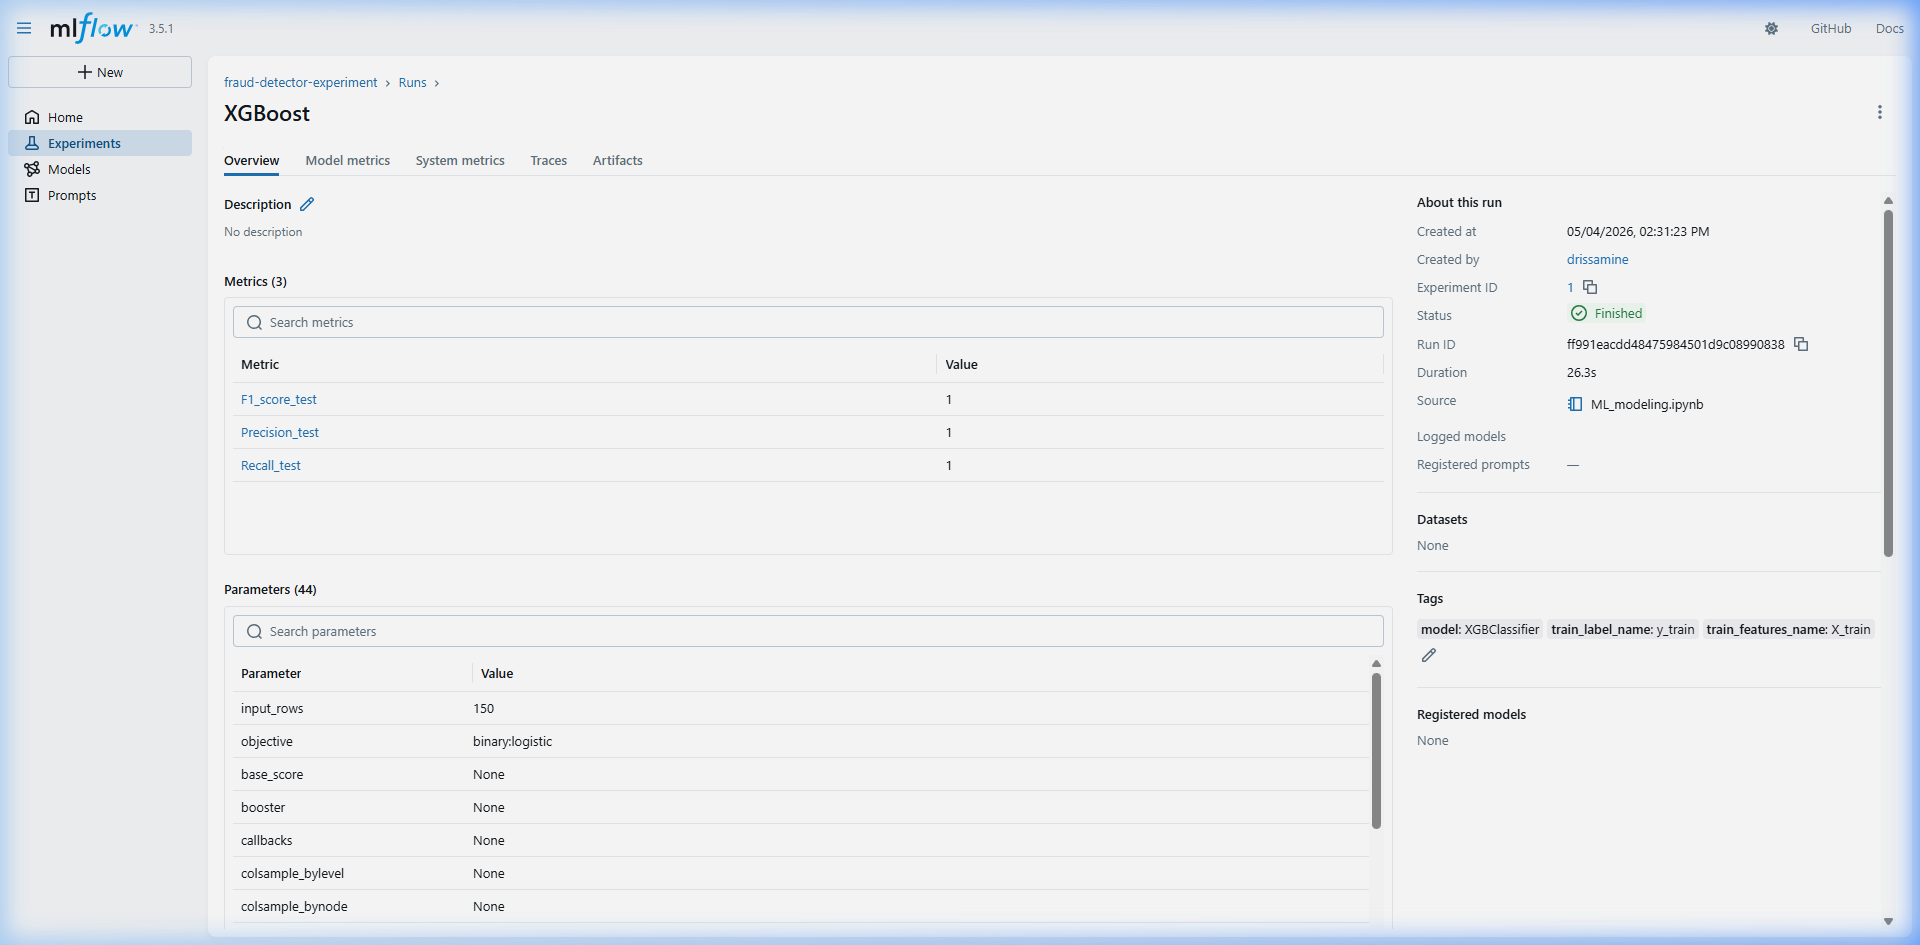 mlflow 3.5.1
GitHub
Docs
New
Home
Experiments
Models
Prompts
fraud-detector-experiment › Runs ›
XGBoost
Overview
Model metrics
System metrics
Traces
Artifacts
Description
No description
Metrics (3)
Search metrics
Metric Value
F1_score_test 1
Precision_test 1
Recall_test 1
Parameters (44)
Search parameters
Parameter Value
input_rows 150
objective binary:logistic
base_score None
booster None
callbacks None
colsample_bylevel None
colsample_bynode None
About this run
Created at 05/04/2026, 02:31:23 PM
Created by drissamine
Experiment ID 1
Status Finished
Run ID ff991eacdd48475984501d9c08990838
Duration 26.3s
Source ML_modeling.ipynb
Logged models
Registered prompts —
Datasets
None
Tags
model: XGBClassifier train_label_name: y_train train_features_name: X_train
Registered models
None